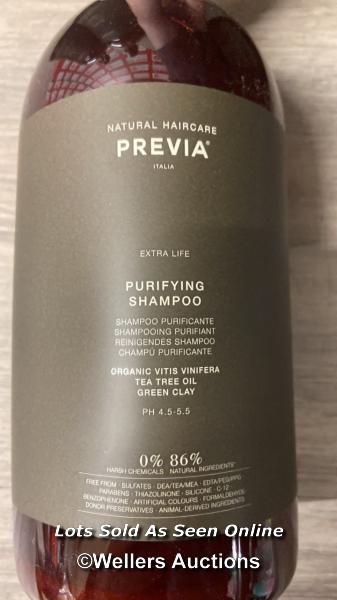 NATURAL HAIRCARE
PREVIA®
ITALIA
EXTRA LIFE
PURIFYING
SHAMPOO
SHAMPOO PURIFICANTE
SHAMPOOING PURIFIANT
REINIGENDES SHAMPOO
CHAMPÚ PURIFICANTE
ORGANIC VITIS VINIFERA
TEA TREE OIL
GREEN CLAY
PH 4.5-5.5
0% 86%
HARSH CHEMICALS NATURAL INGREDIENTS*
FREE FROM · SULFATES · DEA/TEA/MEA · EDTA/PEG/PPG
PARABENS · THIAZOLINONE · SILICONE · C-12 ·
BENZOPHENONE · ARTIFICIAL COLOURS · FORMALDEHYDE
DONOR PRESERVATIVES · ANIMAL-DERIVED INGREDIENTS
Lots Sold As Seen Online
©Wellers Auctions